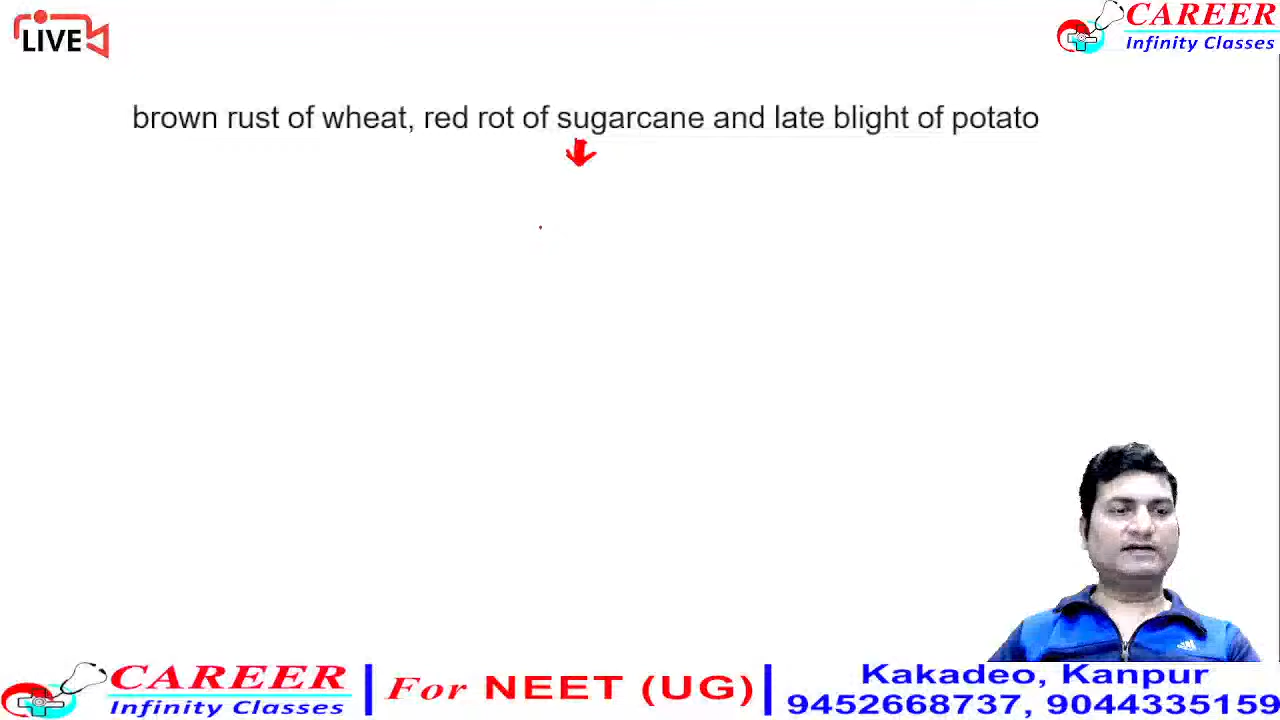 LIVE
CAREER
Infinity Classes
brown rust of wheat, red rot of sugarcane and late blight of potato
CAREER
Infinity Classes
For NEET (UG)
Kakadeo, Kanpur
9452668737, 9044335159